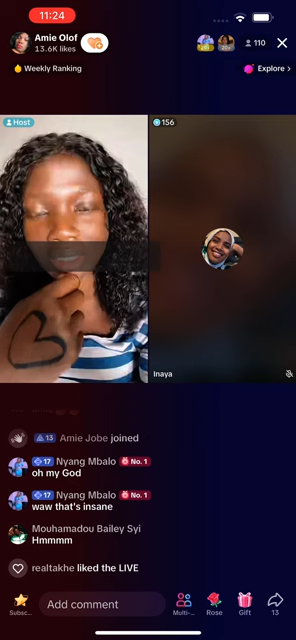 11:24
Amie Olof
13.6K likes
20+
20+
110
Weekly Ranking
Explore >
Host
156
Inaya
13 Amie Jobe joined
17 Nyang Mbalo No. 1
oh my God
17 Nyang Mbalo No. 1
waw that's insane
Mouhamadou Bailey Syi
Hmmmm
realtakhe liked the LIVE
Subsc...
Add comment
Multi-...
Rose
Gift
13